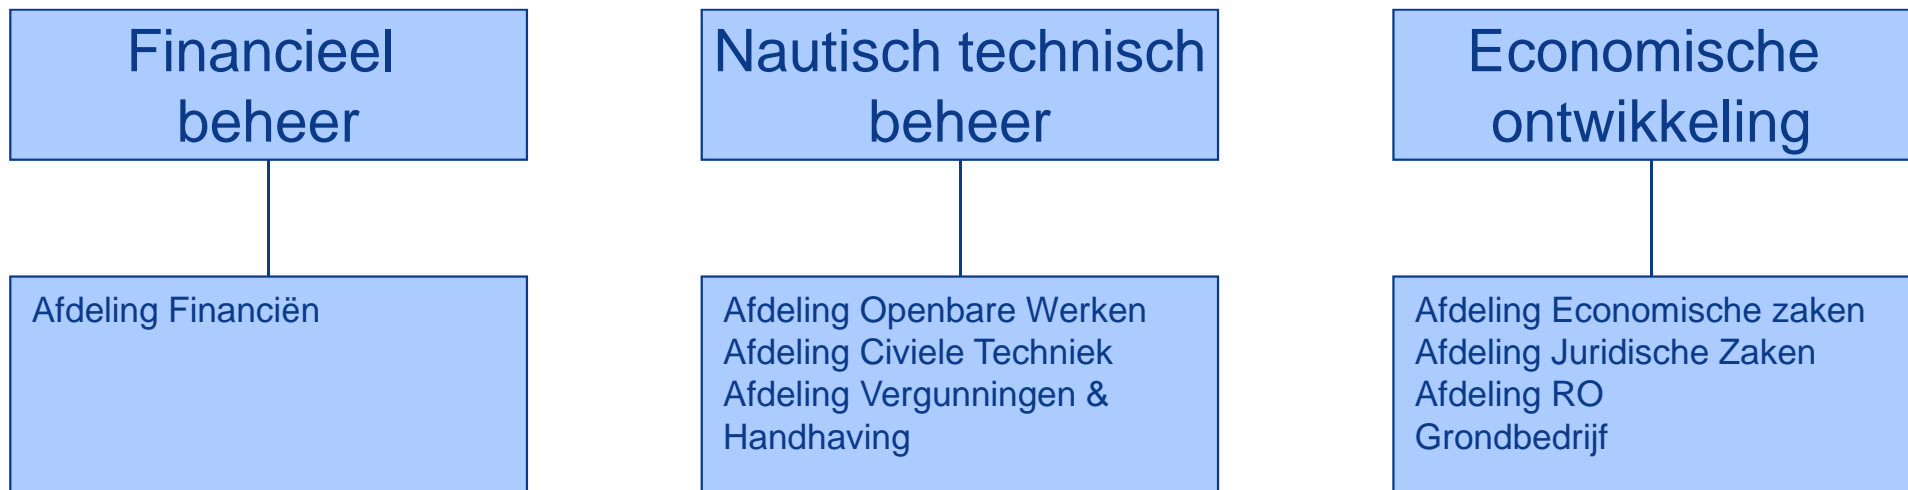 Financieel
beheer
Nautisch technisch
beheer
Economische
ontwikkeling
Afdeling Financiën
Afdeling Openbare Werken
Afdeling Civiele Techniek
Afdeling Vergunningen &
Handhaving
Afdeling Economische zaken
Afdeling Juridische Zaken
Afdeling RO
Grondbedrijf